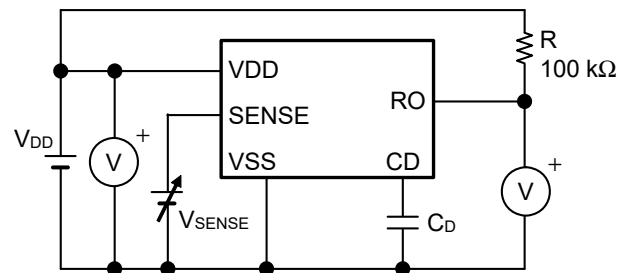 R
100 kΩ
VDD
RO
SENSE
VDD
+
V
VSS
CD
+
V
VSENSE
CD